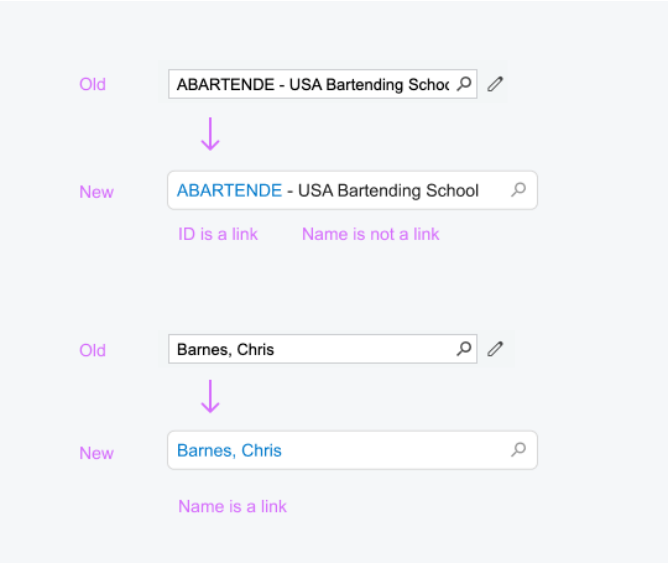 Old
ABARTENDE - USA Bartending Schoo
New
ABARTENDE - USA Bartending School
ID is a link
Name is not a link
Old
Barnes, Chris
New
Barnes, Chris
Name is a link